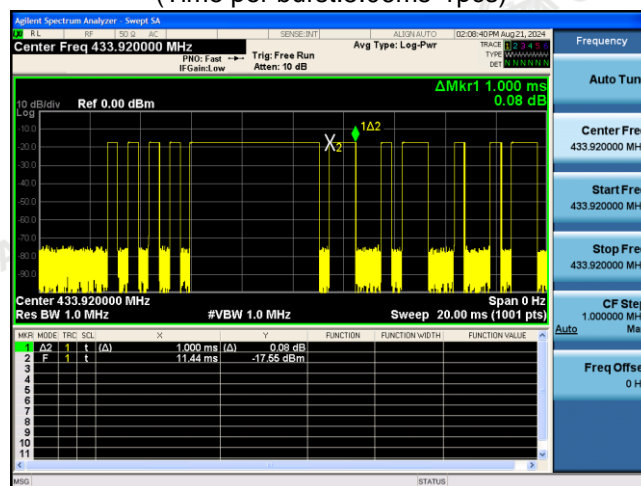 Agilent Spectrum Analyzer - Swept SA
RL RF 50 Ω AC SENSE:INT ALIGN AUTO 02:08:40 PM Aug 21, 2024
Center Freq 433.920000 MHz
PNO: Fast
IFGain:Low
Trig: Free Run
Atten: 10 dB
Avg Type: Log-Pwr
TRACE 1 2 3 4 5 6
TYPE
DET N N N N N N
Frequency
ΔMkr1 1.000 ms
0.08 dB
10 dB/div Ref 0.00 dBm
Log
1Δ2
X2
-10.0
-20.0
-30.0
-40.0
-50.0
-60.0
-70.0
-80.0
-90.0
Auto Tun
Center Fre
433.920000 MH
Start Fre
433.920000 MH
Stop Fre
433.920000 MH
CF Step
1.000000 MH
Auto Ma
Freq Offse
0 H
Center 433.920000 MHz Span 0 Hz
Res BW 1.0 MHz #VBW 1.0 MHz Sweep 20.00 ms (1001 pts)
MKR MODE TRC SCL X Y FUNCTION FUNCTION WIDTH FUNCTION VALUE
1 Δ2 1 t (Δ) 1.000 ms (Δ) 0.08 dB
2 F 1 t 11.44 ms -17.55 dBm
3
4
5
6
7
8
9
10
11
MSG STATUS